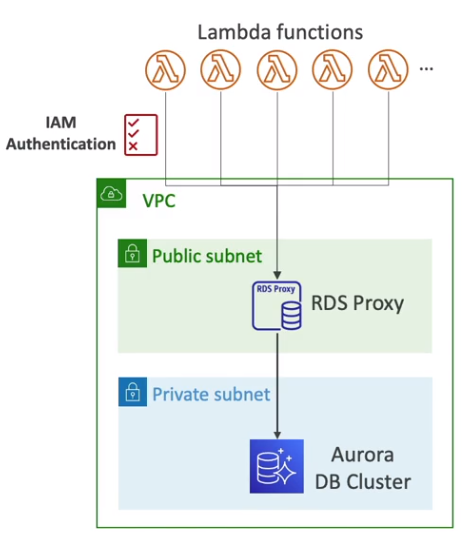 Lambda functions
...
IAM
Authentication
VPC
Public subnet
RDS Proxy
RDS Proxy
Private subnet
Aurora
DB Cluster